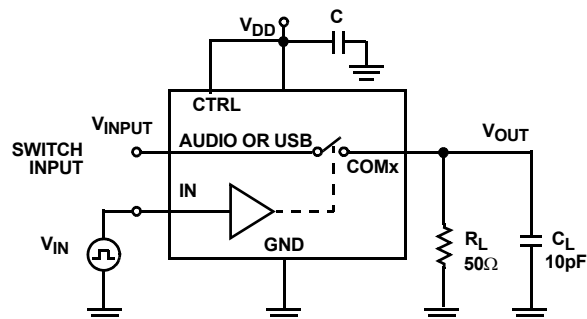 VDD
C
CTRL
VINPUT
SWITCH
INPUT
AUDIO OR USB
COMx
VOUT
IN
VIN
GND
RL
50Ω
CL
10pF